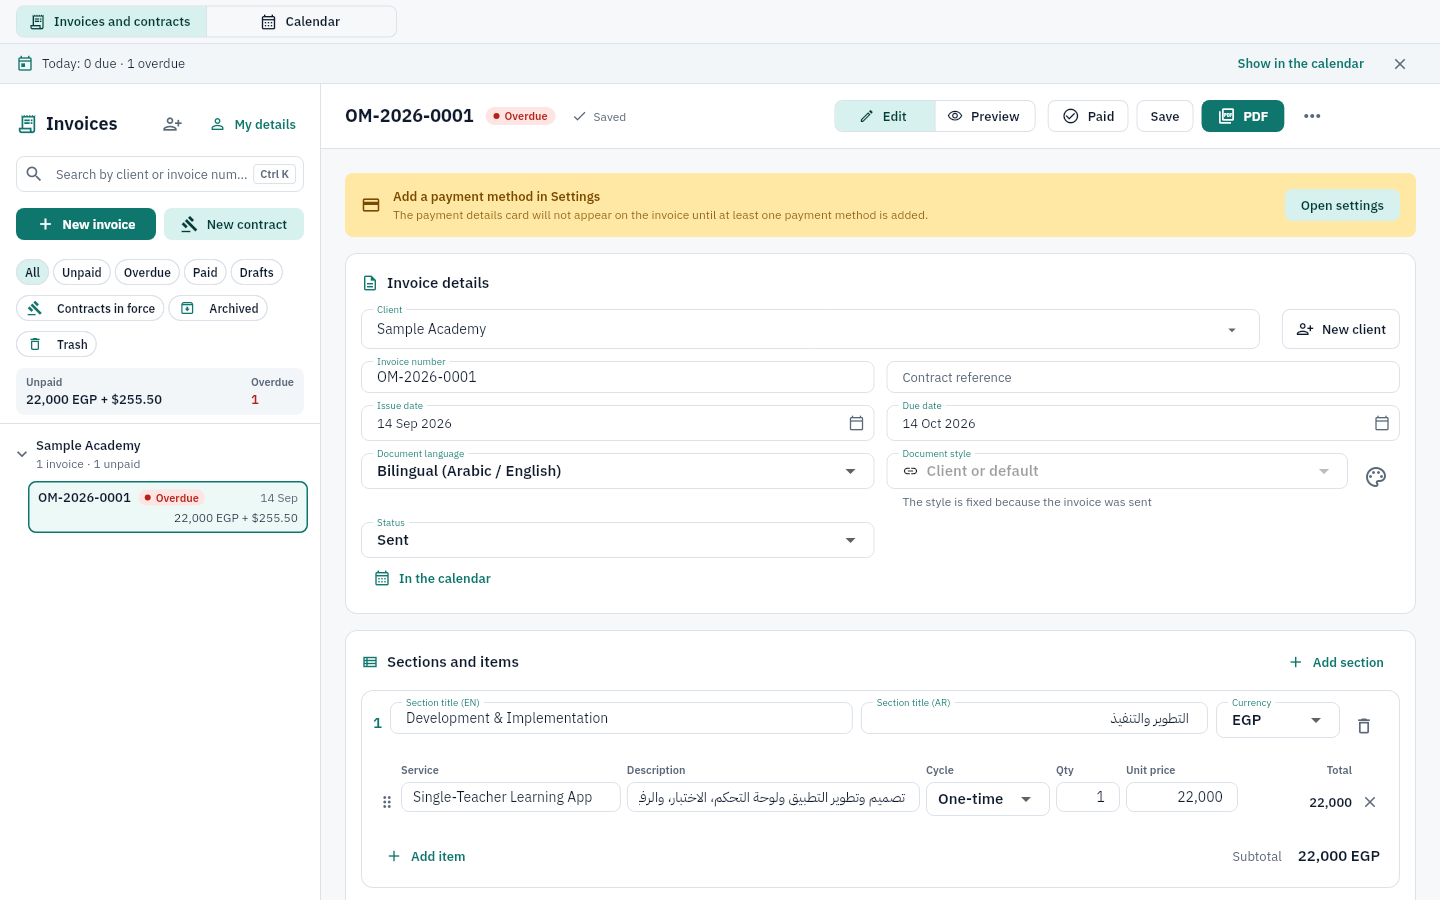 Invoices and contracts
Calendar
Today: 0 due · 1 overdue
Show in the calendar
Invoices
My details
Search by client or invoice num...
Ctrl K
New invoice
New contract
All
Unpaid
Overdue
Paid
Drafts
Contracts in force
Archived
Trash
Unpaid
Overdue
22,000 EGP + $255.50
1
Sample Academy
1 invoice · 1 unpaid
OM-2026-0001
Overdue
14 Sep
22,000 EGP + $255.50
OM-2026-0001
Overdue
Saved
Edit
Preview
Paid
Save
PDF
Add a payment method in Settings
The payment details card will not appear on the invoice until at least one payment method is added.
Open settings
Invoice details
Client
Sample Academy
New client
Invoice number
OM-2026-0001
Contract reference
Issue date
14 Sep 2026
Due date
14 Oct 2026
Document language
Bilingual (Arabic / English)
Document style
Client or default
The style is fixed because the invoice was sent
Status
Sent
In the calendar
Sections and items
Add section
1
Section title (EN)
Development & Implementation
Section title (AR)
التطوير والتنفيذ
Currency
EGP
Service
Description
Cycle
Qty
Unit price
Total
Single-Teacher Learning App
تصميم وتطوير التطبيق ولوحة التحكم، الاختبار، والرف
One-time
1
22,000
22,000
Add item
Subtotal
22,000 EGP